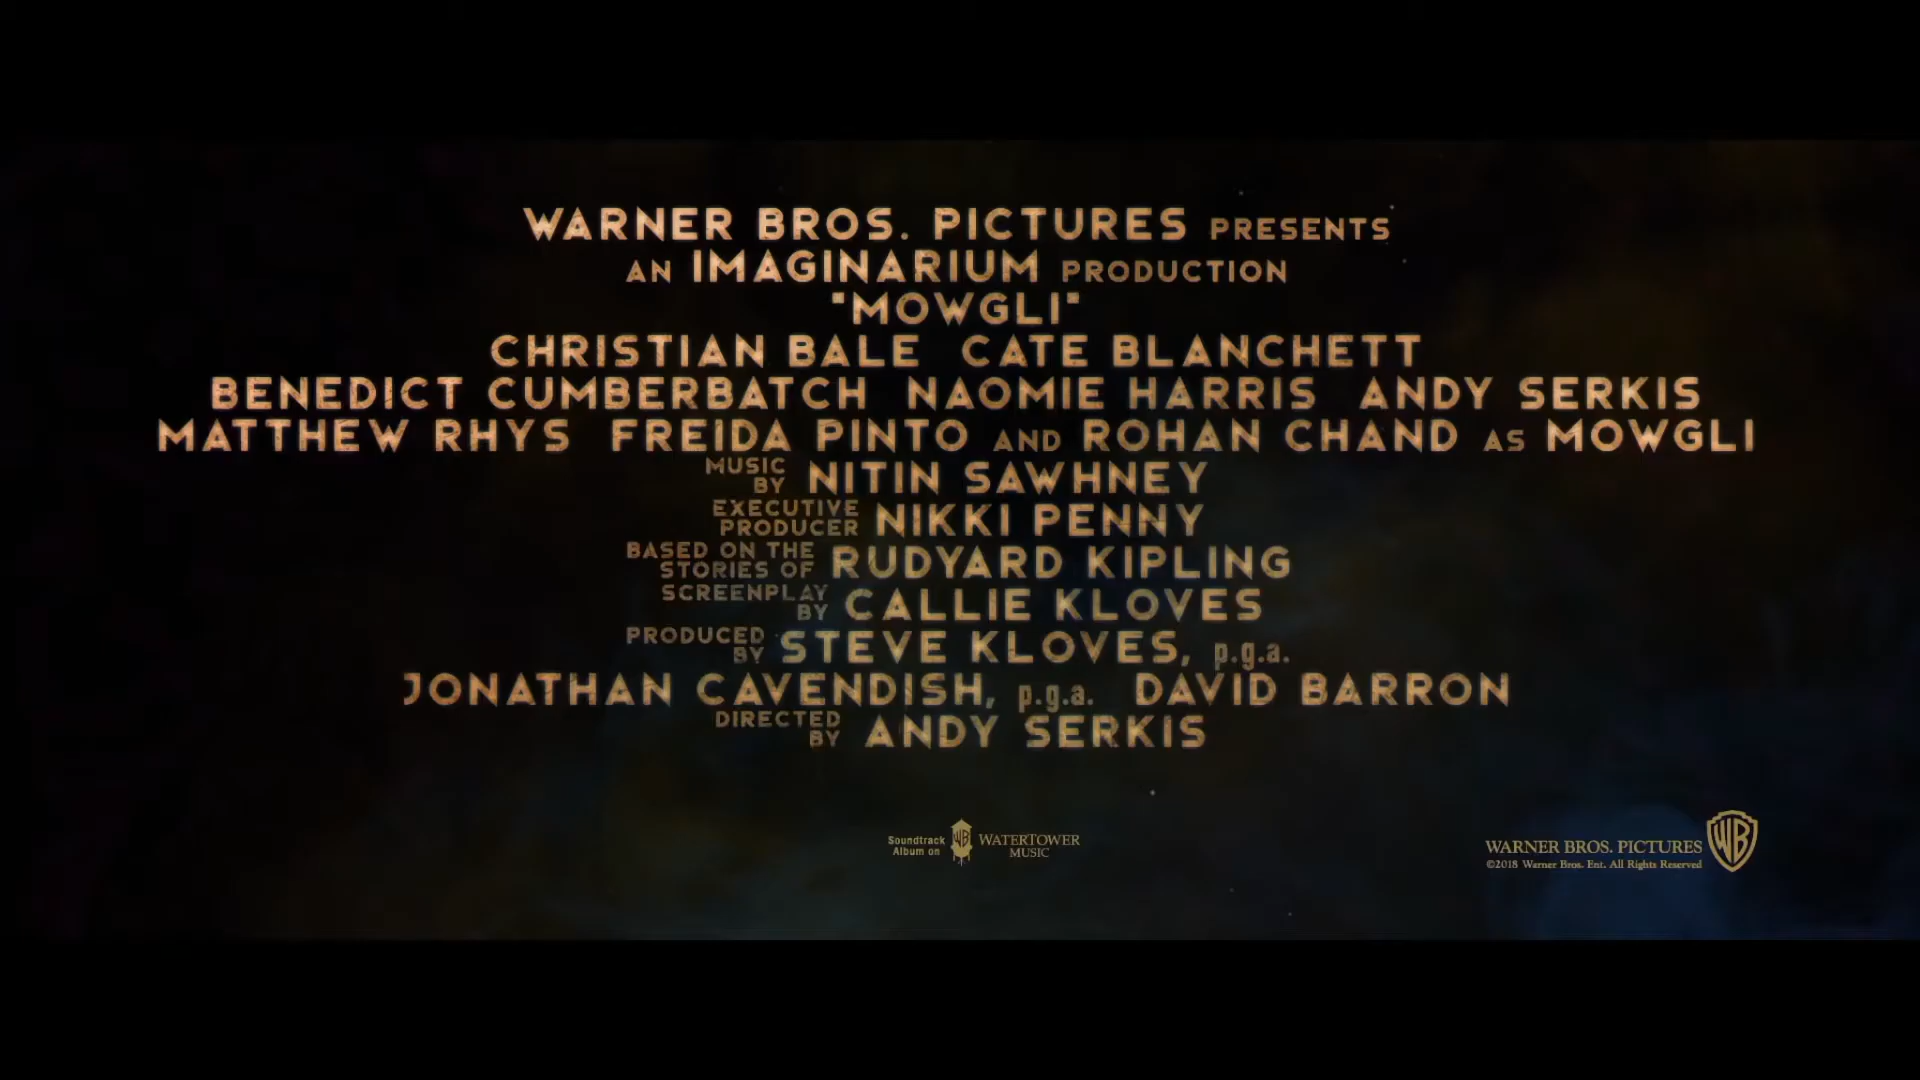 WARNER BROS. PICTURES PRESENTS
AN IMAGINARIUM PRODUCTION
"MOWGLI"
CHRISTIAN BALE CATE BLANCHETT
BENEDICT CUMBERBATCH NAOMIE HARRIS ANDY SERKIS
MATTHEW RHYS FREIDA PINTO AND ROHAN CHAND AS MOWGLI
MUSIC BY NITIN SAWHNEY
EXECUTIVE PRODUCER NIKKI PENNY
BASED ON THE STORIES OF RUDYARD KIPLING
SCREENPLAY BY CALLIE KLOVES
PRODUCED BY STEVE KLOVES, p.g.a.
JONATHAN CAVENDISH, p.g.a. DAVID BARRON
DIRECTED BY ANDY SERKIS
Soundtrack Album on WB WATERTOWER MUSIC
WARNER BROS. PICTURES WB
©2018 Warner Bros. Ent. All Rights Reserved